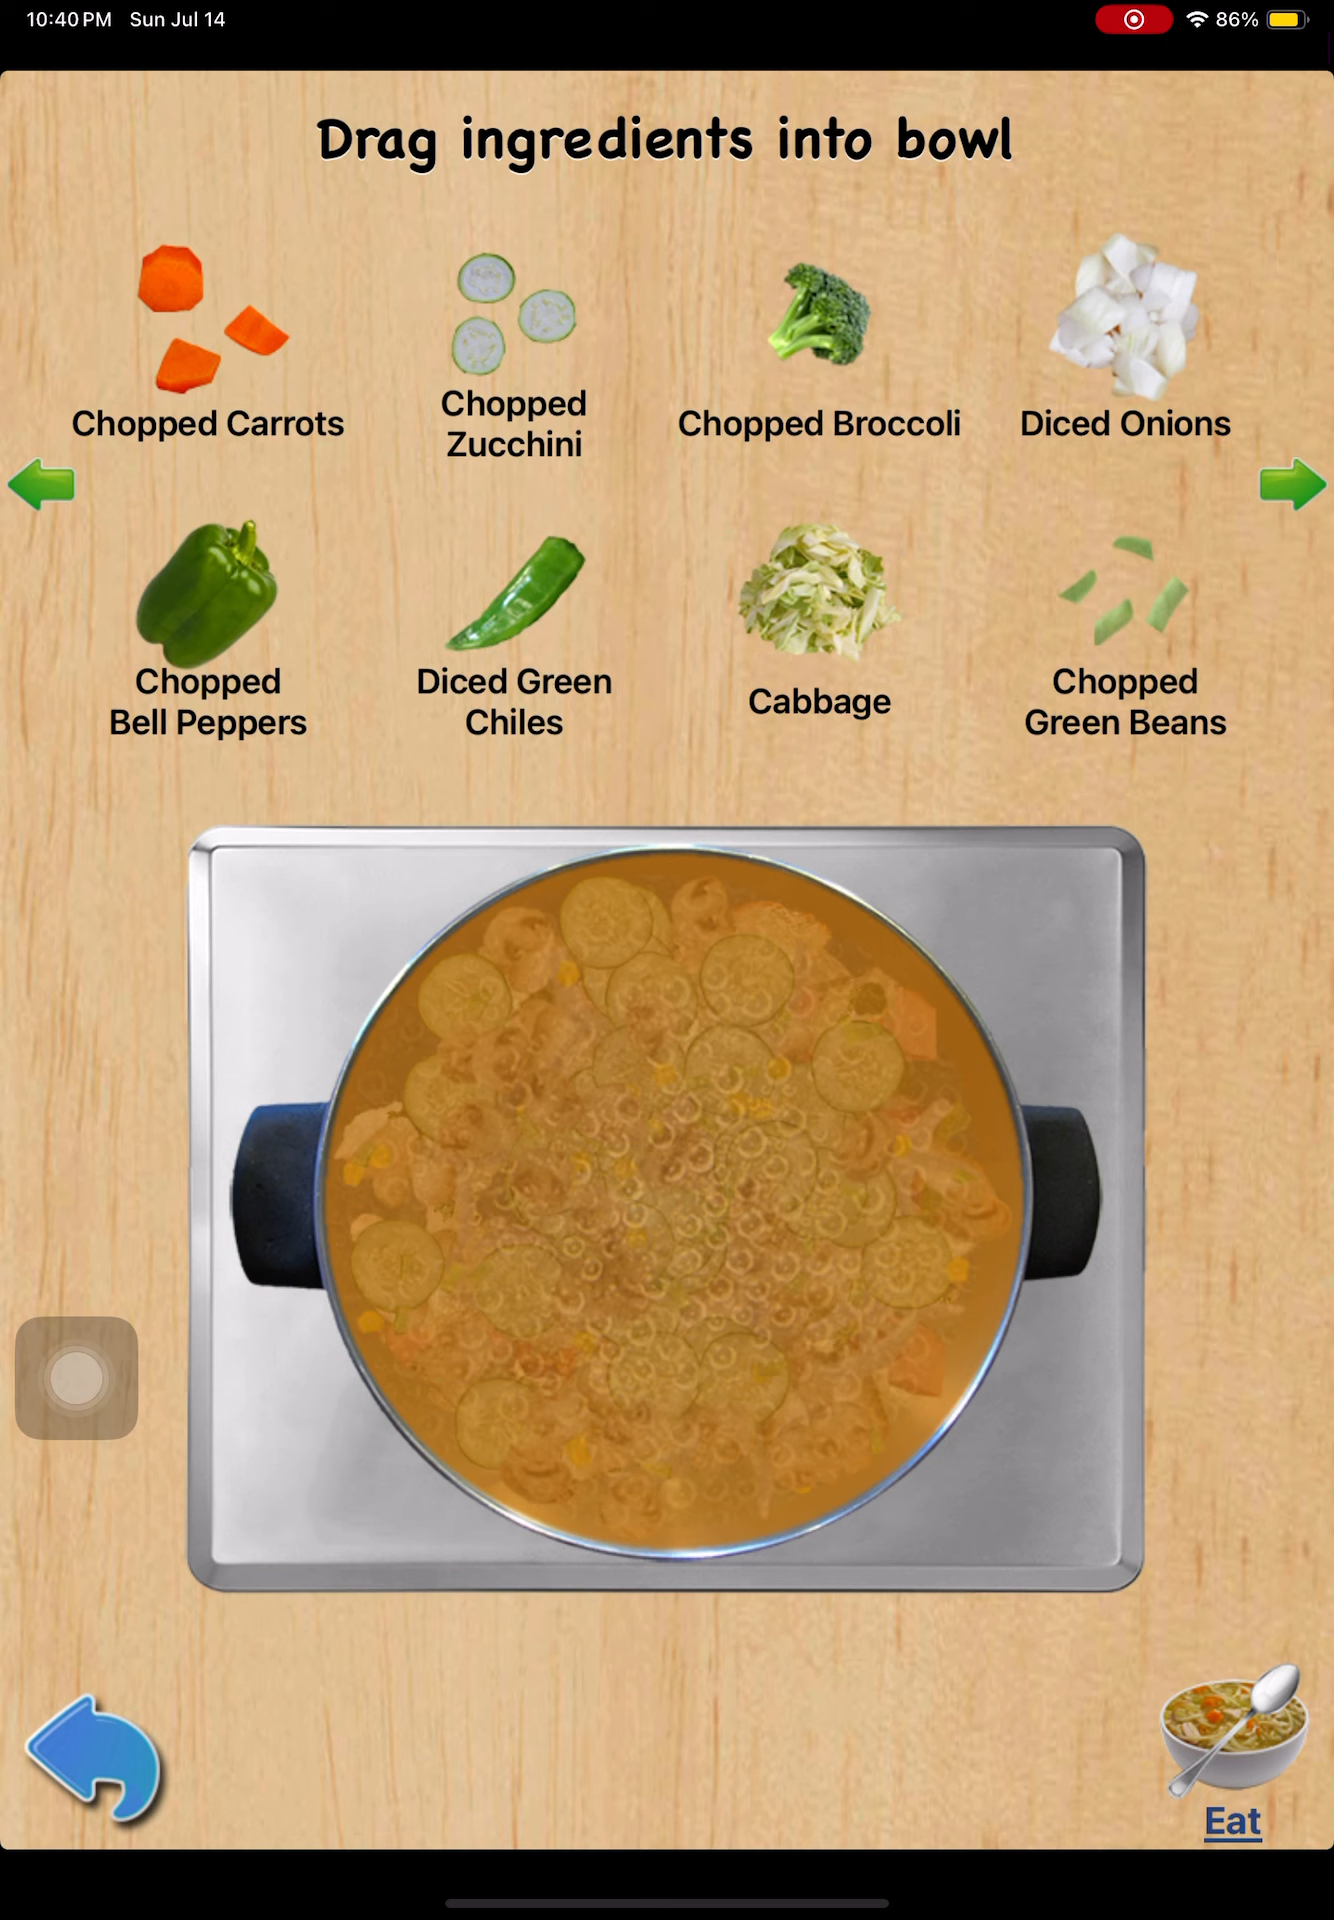 10:40 PM Sun Jul 14
86%
Drag ingredients into bowl
Chopped Carrots
Chopped
Zucchini
Chopped Broccoli
Diced Onions
Chopped
Bell Peppers
Diced Green
Chiles
Cabbage
Chopped
Green Beans
Eat